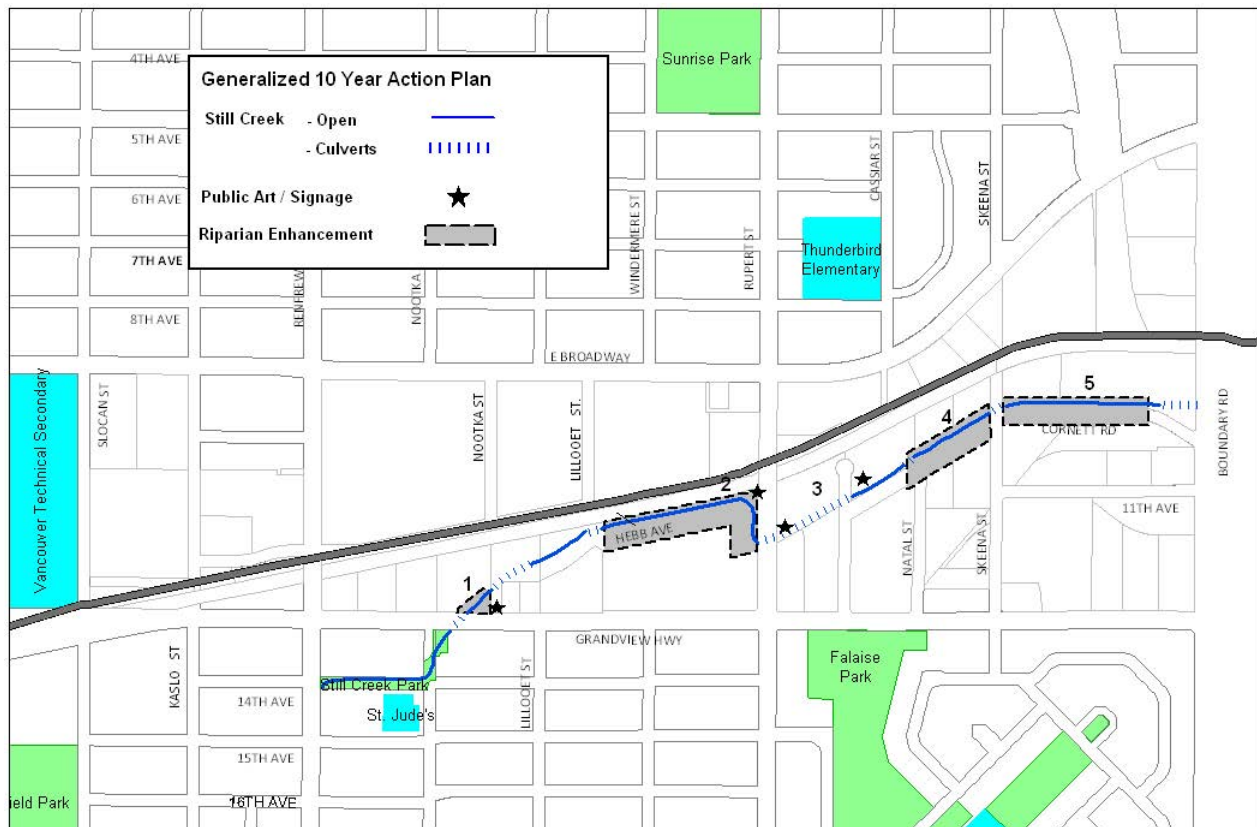 Sunrise Park
4TH AVE
Generalized 10 Year Action Plan
Still Creek - Open
- Culverts
Public Art / Signage
Riparian Enhancement
5TH AVE
6TH AVE
7TH AVE
8TH AVE
RENFREW
NOOTKA
WINDERMERE ST
RUPERT ST
CASSIAR ST
SKEENA ST
Thunderbird
Elementary
E BROADWAY
Vancouver Technical Secondary
SLOCAN ST
NOOTKA ST
LILLOOET ST.
5
4
CORNETT RD
BOUNDARY RD
2
3
HEBB AVE
11TH AVE
NATAL ST
SKEENA ST
1
GRANDVIEW HWY
KASLO ST
Still Creek Park
LILLOOET ST
Falaise
Park
14TH AVE
St. Jude's
15TH AVE
16TH AVE
ield Park